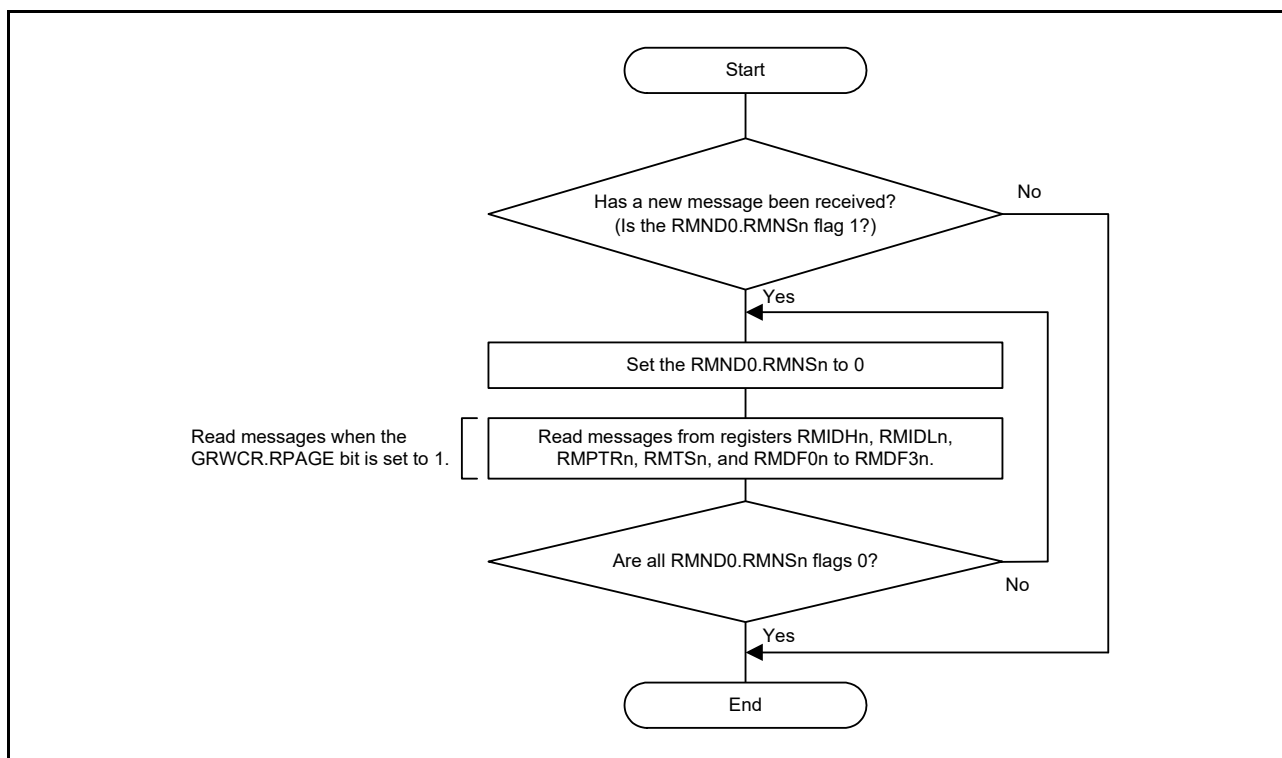 Start
Has a new message been received?
(Is the RMND0.RMNSn flag 1?)
No
Yes
Set the RMND0.RMNSn to 0
Read messages when the
GRWCR.RPAGE bit is set to 1.
Read messages from registers RMIDHn, RMIDLn,
RMPTRn, RMTSn, and RMDF0n to RMDF3n.
Are all RMND0.RMNSn flags 0?
No
Yes
End